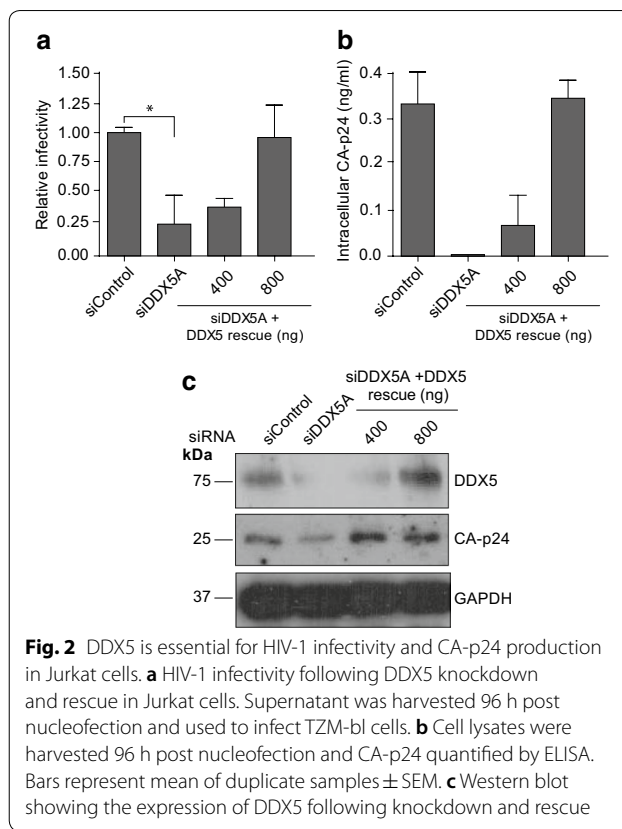 a
Relative infectivity
1.50
1.25
1.00
0.75
0.50
0.25
0.00
*
siControl
siDDX5A
400
800
siDDX5A +
DDX5 rescue (ng)
b
Intracellular CA-p24 (ng/ml)
0.4
0.3
0.2
0.1
0.0
siControl
siDDX5A
400
800
siDDX5A +
DDX5 rescue (ng)
c
siDDX5A +DDX5
rescue (ng)
siRNA
siControl
siDDX5A
400
800
kDa
75
DDX5
25
CA-p24
37
GAPDH
Fig. 2 DDX5 is essential for HIV-1 infectivity and CA-p24 production
in Jurkat cells. a HIV-1 infectivity following DDX5 knockdown
and rescue in Jurkat cells. Supernatant was harvested 96 h post
nucleofection and used to infect TZM-bl cells. b Cell lysates were
harvested 96 h post nucleofection and CA-p24 quantified by ELISA.
Bars represent mean of duplicate samples ± SEM. c Western blot
showing the expression of DDX5 following knockdown and rescue